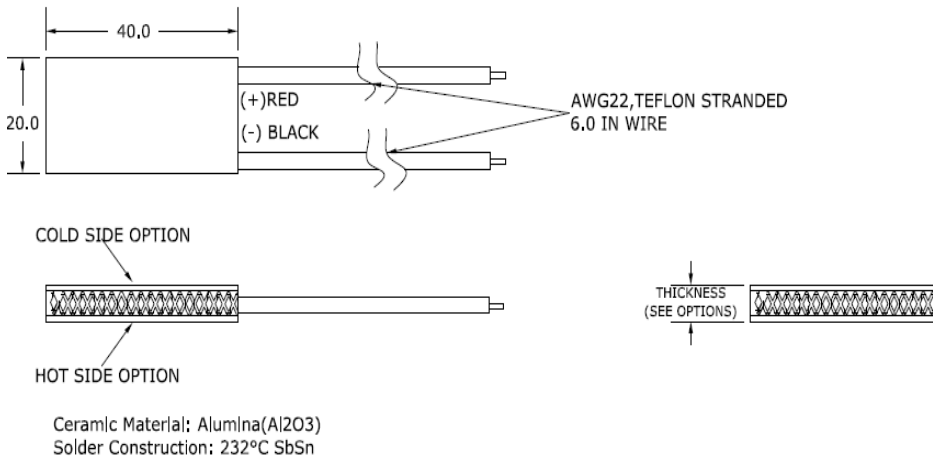 40.0
20.0
(+)RED
(-) BLACK
AWG22,TEFLON STRANDED
6.0 IN WIRE
COLD SIDE OPTION
THICKNESS
(SEE OPTIONS)
HOT SIDE OPTION
Ceramic Material: Alumina(Al2O3)
Solder Construction: 232°C SbSn